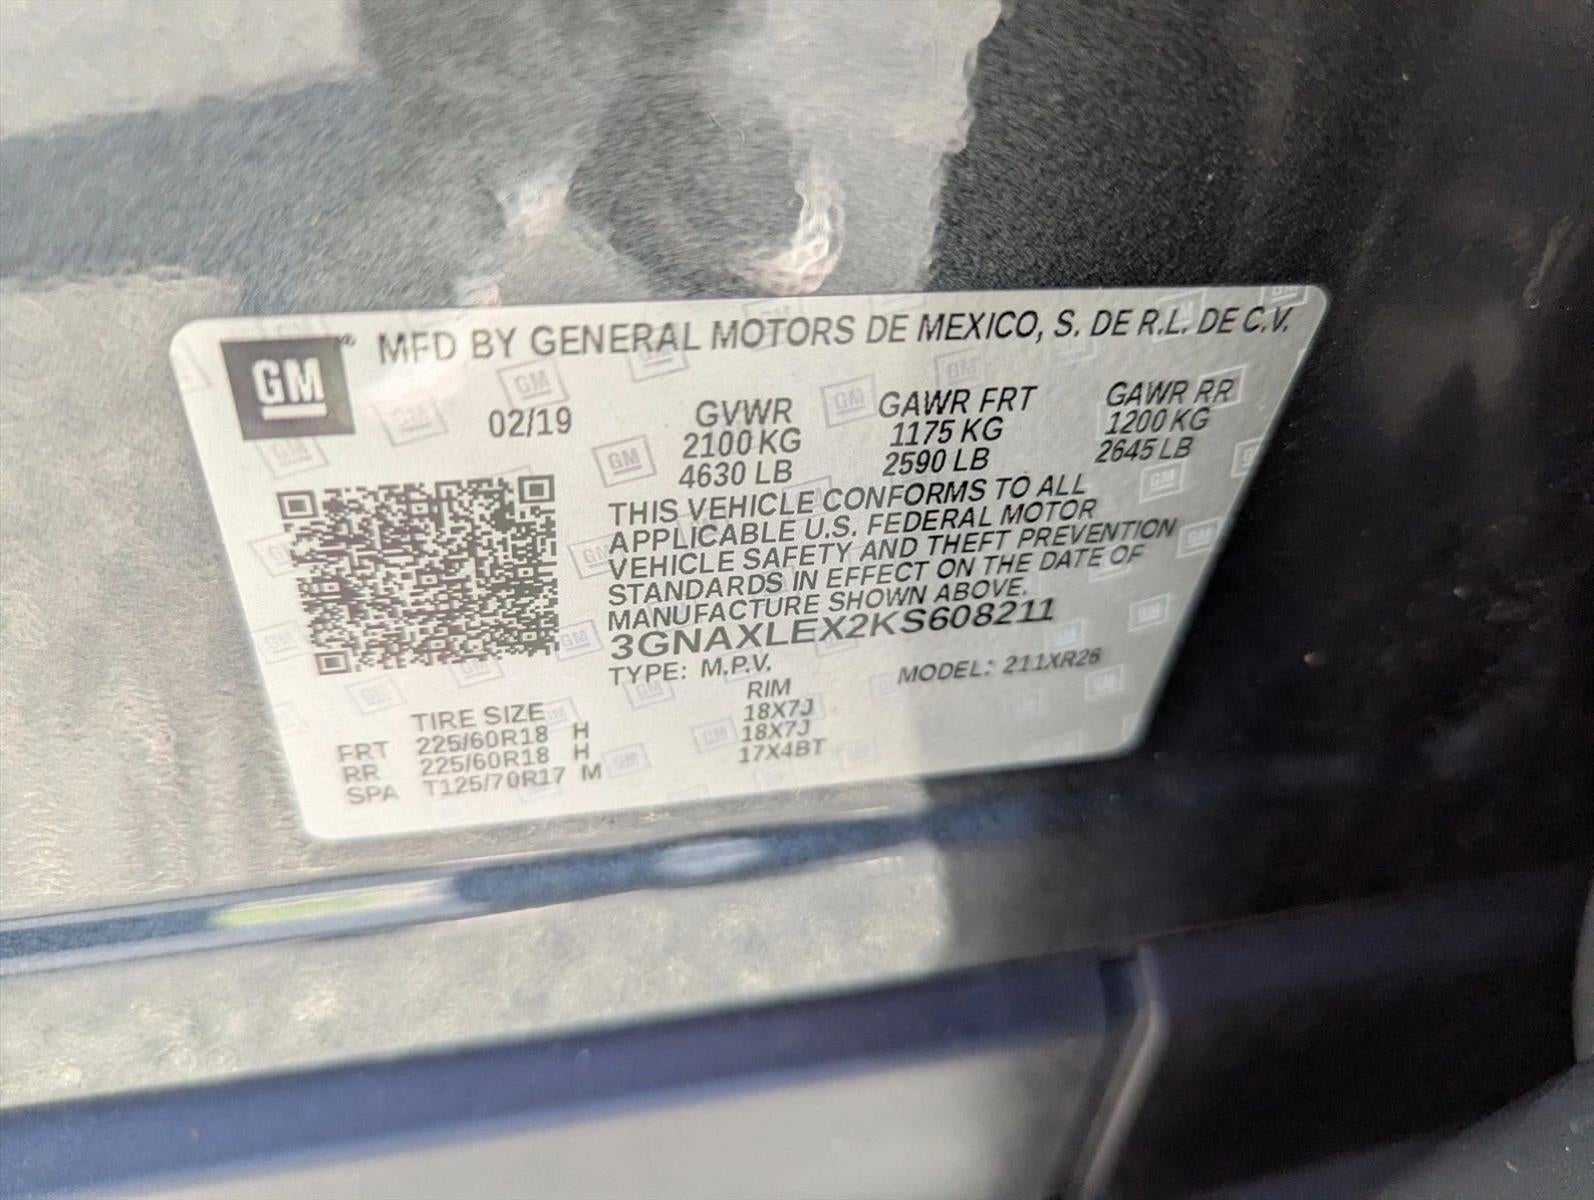 GM MFD BY GENERAL MOTORS DE MEXICO, S. DE R.L. DE C.V.
02/19 GVWR GAWR FRT GAWR RR
2100 KG 1175 KG 1200 KG
4630 LB 2590 LB 2645 LB
THIS VEHICLE CONFORMS TO ALL
APPLICABLE U.S. FEDERAL MOTOR
VEHICLE SAFETY AND THEFT PREVENTION
STANDARDS IN EFFECT ON THE DATE OF
MANUFACTURE SHOWN ABOVE.
3GNAXLEX2KS608211
TYPE: M.P.V. MODEL: 211XR26
TIRE SIZE RIM
FRT 225/60R18 H 18X7J
RR 225/60R18 H 18X7J
SPA T125/70R17 M 17X4BT